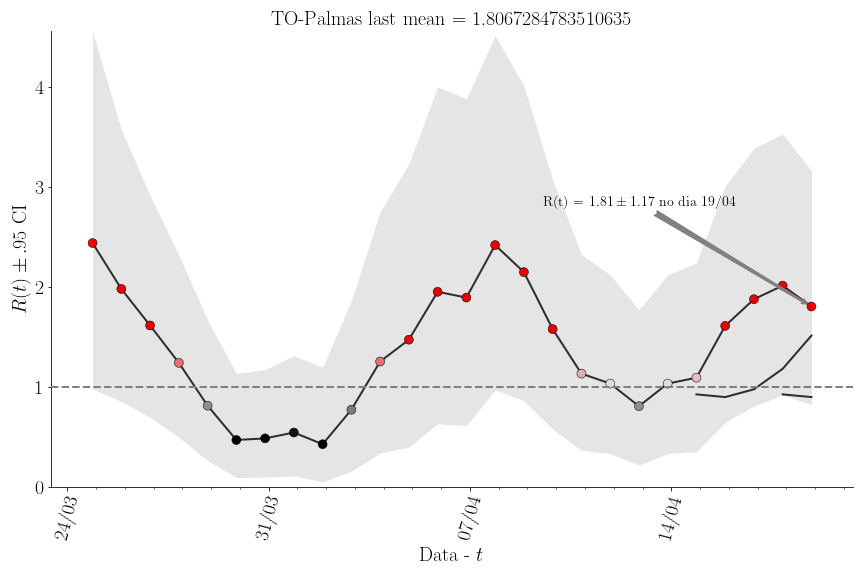 TO-Palmas last mean = 1.8067284783510635
R(t) ± .95 CI
4
3
2
1
0
R(t) = 1.81 ± 1.17 no dia 19/04
24/03
31/03
07/04
14/04
Data - t